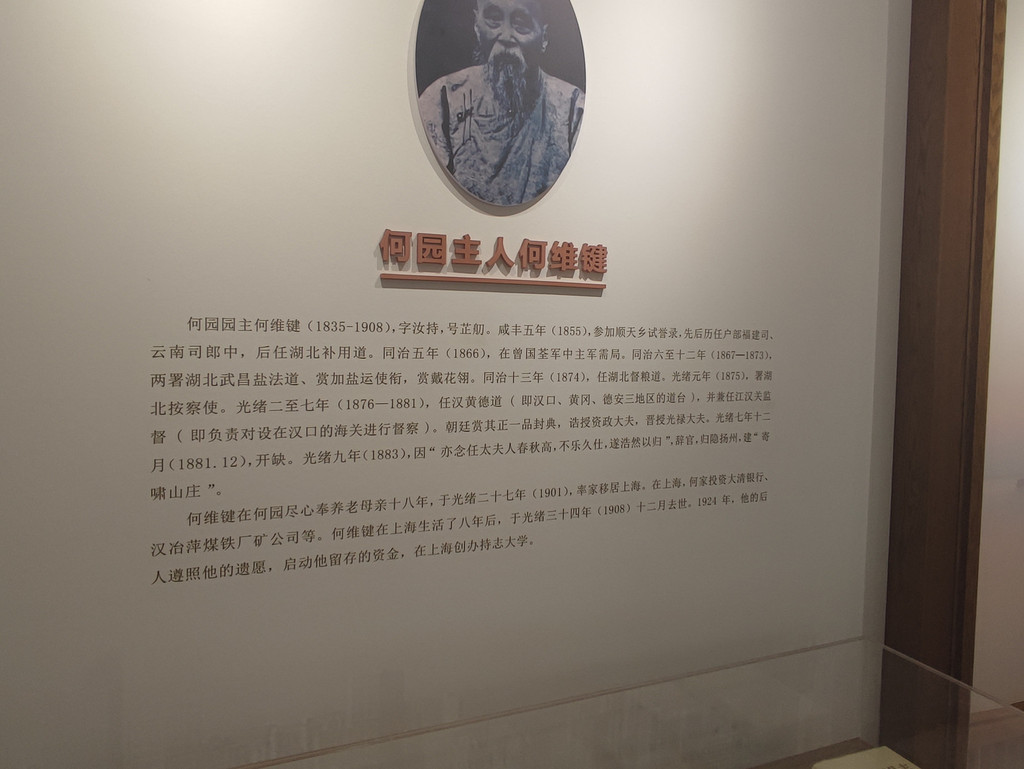 何园主人何维键
何园园主何维键（1835-1908），字汝持，号芷舠。咸丰五年（1855），参加顺天乡试誉录，先后历任户部福建司、
云南司郎中，后任湖北补用道。同治五年（1866），在曾国荃军中主军需局。同治六至十二年（1867—1873），
两署湖北武昌盐法道、赏加盐运使衔，赏戴花翎。同治十三年（1874），任湖北督粮道。光绪元年（1875），署湖
北按察使。光绪二至七年（1876—1881），任汉黄德道（即汉口、黄冈、德安三地区的道台），并兼任江汉关监
督（即负责对设在汉口的海关进行督察）。朝廷赏其正一品封典，诰授资政大夫，晋授光禄大夫。光绪七年十二
月（1881.12），开缺。光绪九年（1883），因“亦念任太夫人春秋高，不乐久仕，遂浩然以归”，辞官，归隐扬州，建“寄
啸山庄”。
何维键在何园尽心奉养老母亲十八年，于光绪二十七年（1901），率家移居上海。在上海，何家投资大清银行、
汉冶萍煤铁厂矿公司等。何维键在上海生活了八年后，于光绪三十四年（1908）十二月去世。1924 年，他的后
人遵照他的遗愿，启动他留存的资金，在上海创办持志大学。